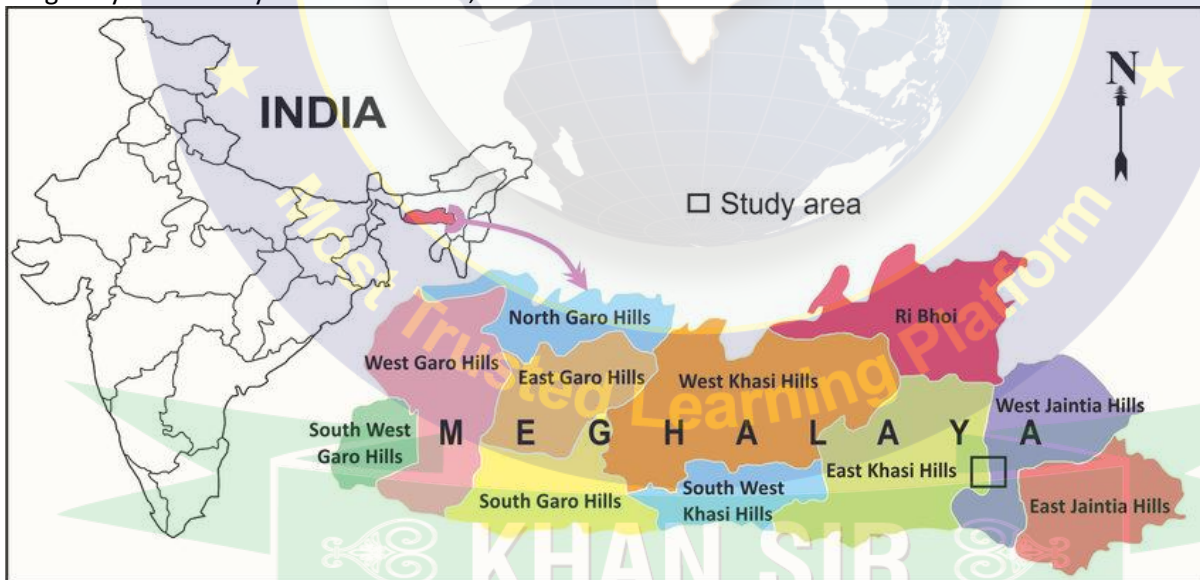 INDIA
N
Study area
Most Trusted Learning Platform
North Garo Hills
Ri Bhoi
West Garo Hills
East Garo Hills
West Khasi Hills
West Jaintia Hills
South West
Garo Hills
MEGHALAYA
East Khasi Hills
South Garo Hills
South West
Khasi Hills
East Jaintia Hills
KHAN SIR